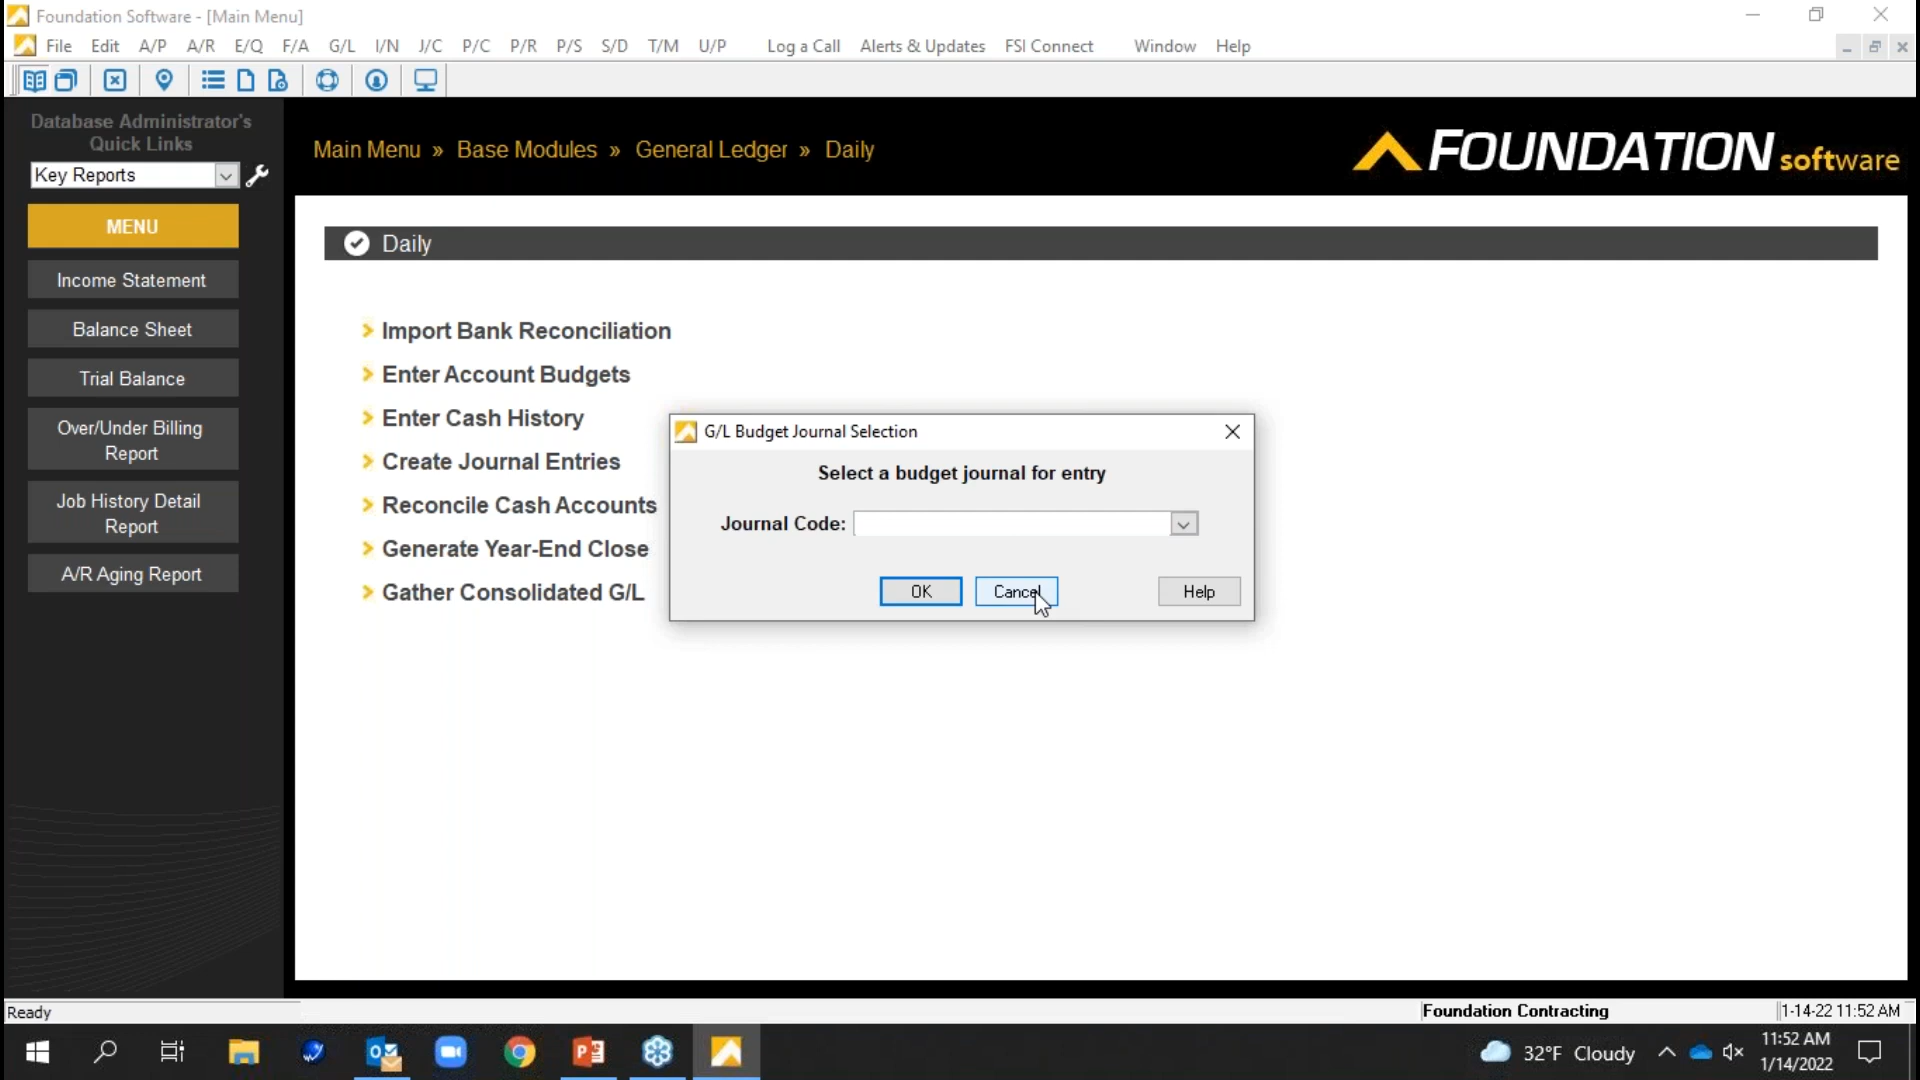 Foundation Software - [Main Menu]
File Edit A/P A/R E/Q F/A G/L I/N J/C P/C P/R P/S S/D T/M U/P Log a Call Alerts & Updates FSI Connect Window Help
Database Administrator's
Quick Links
Key Reports
MENU
Income Statement
Balance Sheet
Trial Balance
Over/Under Billing
Report
Job History Detail
Report
A/R Aging Report
Main Menu » Base Modules » General Ledger » Daily
FOUNDATION software
Daily
Import Bank Reconciliation
Enter Account Budgets
Enter Cash History
Create Journal Entries
Reconcile Cash Accounts
Generate Year-End Close
Gather Consolidated G/L
G/L Budget Journal Selection
Select a budget journal for entry
Journal Code:
OK Cancel Help
Ready
Foundation Contracting
1-14-22 11:52 AM
32°F Cloudy
11:52 AM
1/14/2022